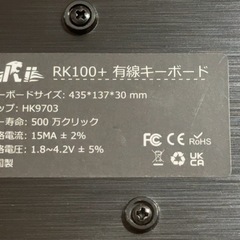 RK100+ 有線キーボード
ーボードサイズ: 435*137*30 mm
ップ: HK9703
ー寿命: 500 万クリック
電流: 15MA ± 2%
電圧: 1.8~4.2V ± 5%
国製
CE FC RoHS
UK CA